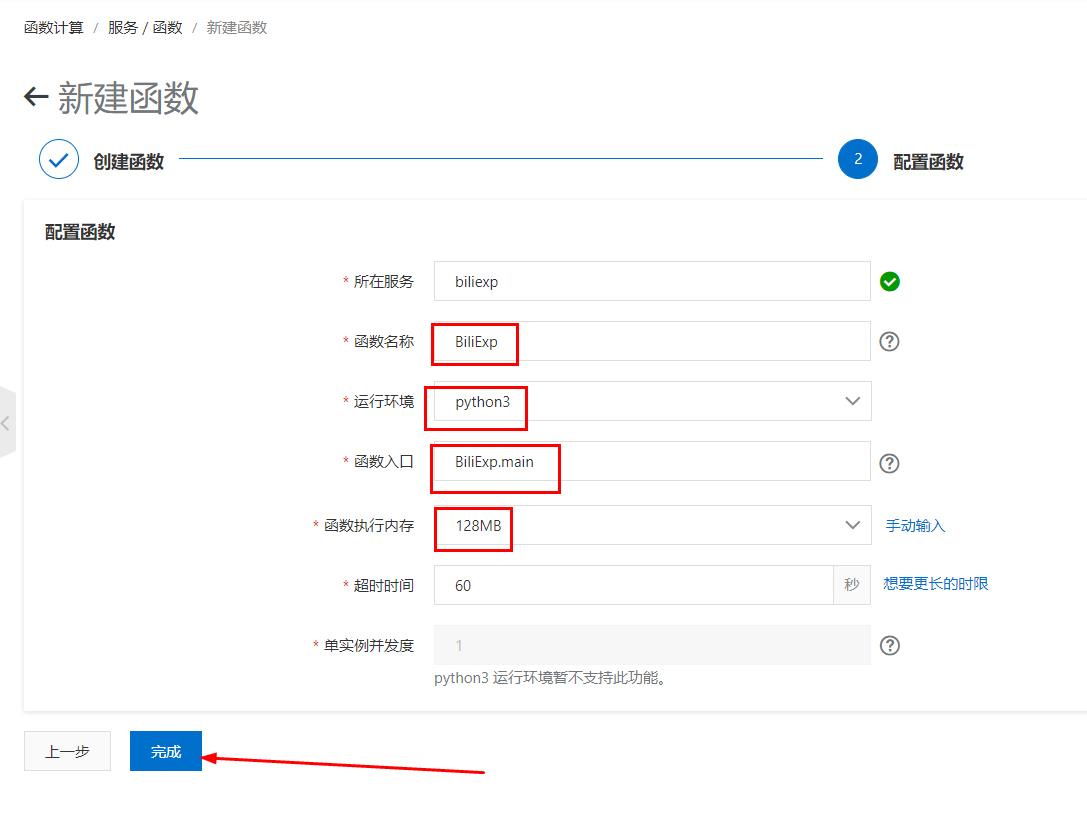 函数计算 / 服务 / 函数 / 新建函数
新建函数
创建函数
2 配置函数
配置函数
* 所在服务 biliexp
* 函数名称 BiliExp
* 运行环境 python3
* 函数入口 BiliExp.main
* 函数执行内存 128MB 手动输入
* 超时时间 60 秒 想要更长的时限
* 单实例并发度 1
python3 运行环境暂不支持此功能。
上一步 完成